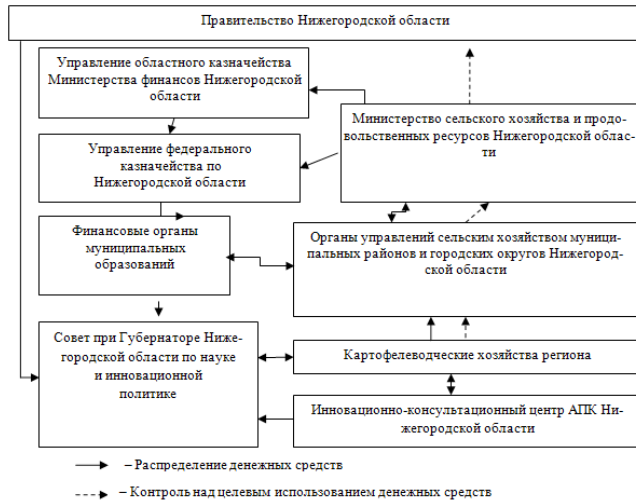 Правительство Нижегородской области
Управление областного казначейства
Министерства финансов Нижегородской
области
Министерство сельского хозяйства и продо-
вольственных ресурсов Нижегородской облас-
ти
Управление федерального
казначейства по
Нижегородской области
Финансовые органы
муниципальных
образований
Органы управлений сельским хозяйством муници-
пальных районов и городских округов Нижегород-
ской области
Совет при Губернаторе Ниже-
городской области по науке
и инновационной
политике
Картофелеводческие хозяйства региона
Инновационно-консультационный центр АПК Ни-
жегородской области
– Распределение денежных средств
– Контроль над целевым использованием денежных средств